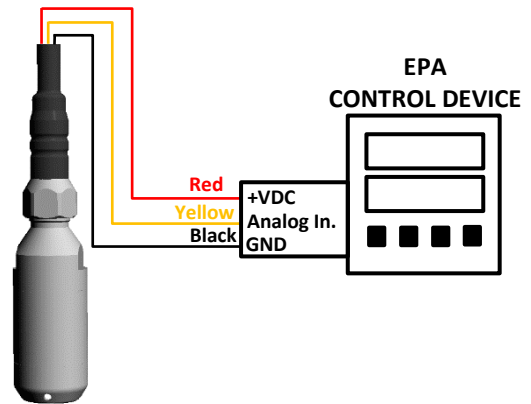 EPA
CONTROL DEVICE
Red
+VDC
Yellow
Analog In.
Black
GND